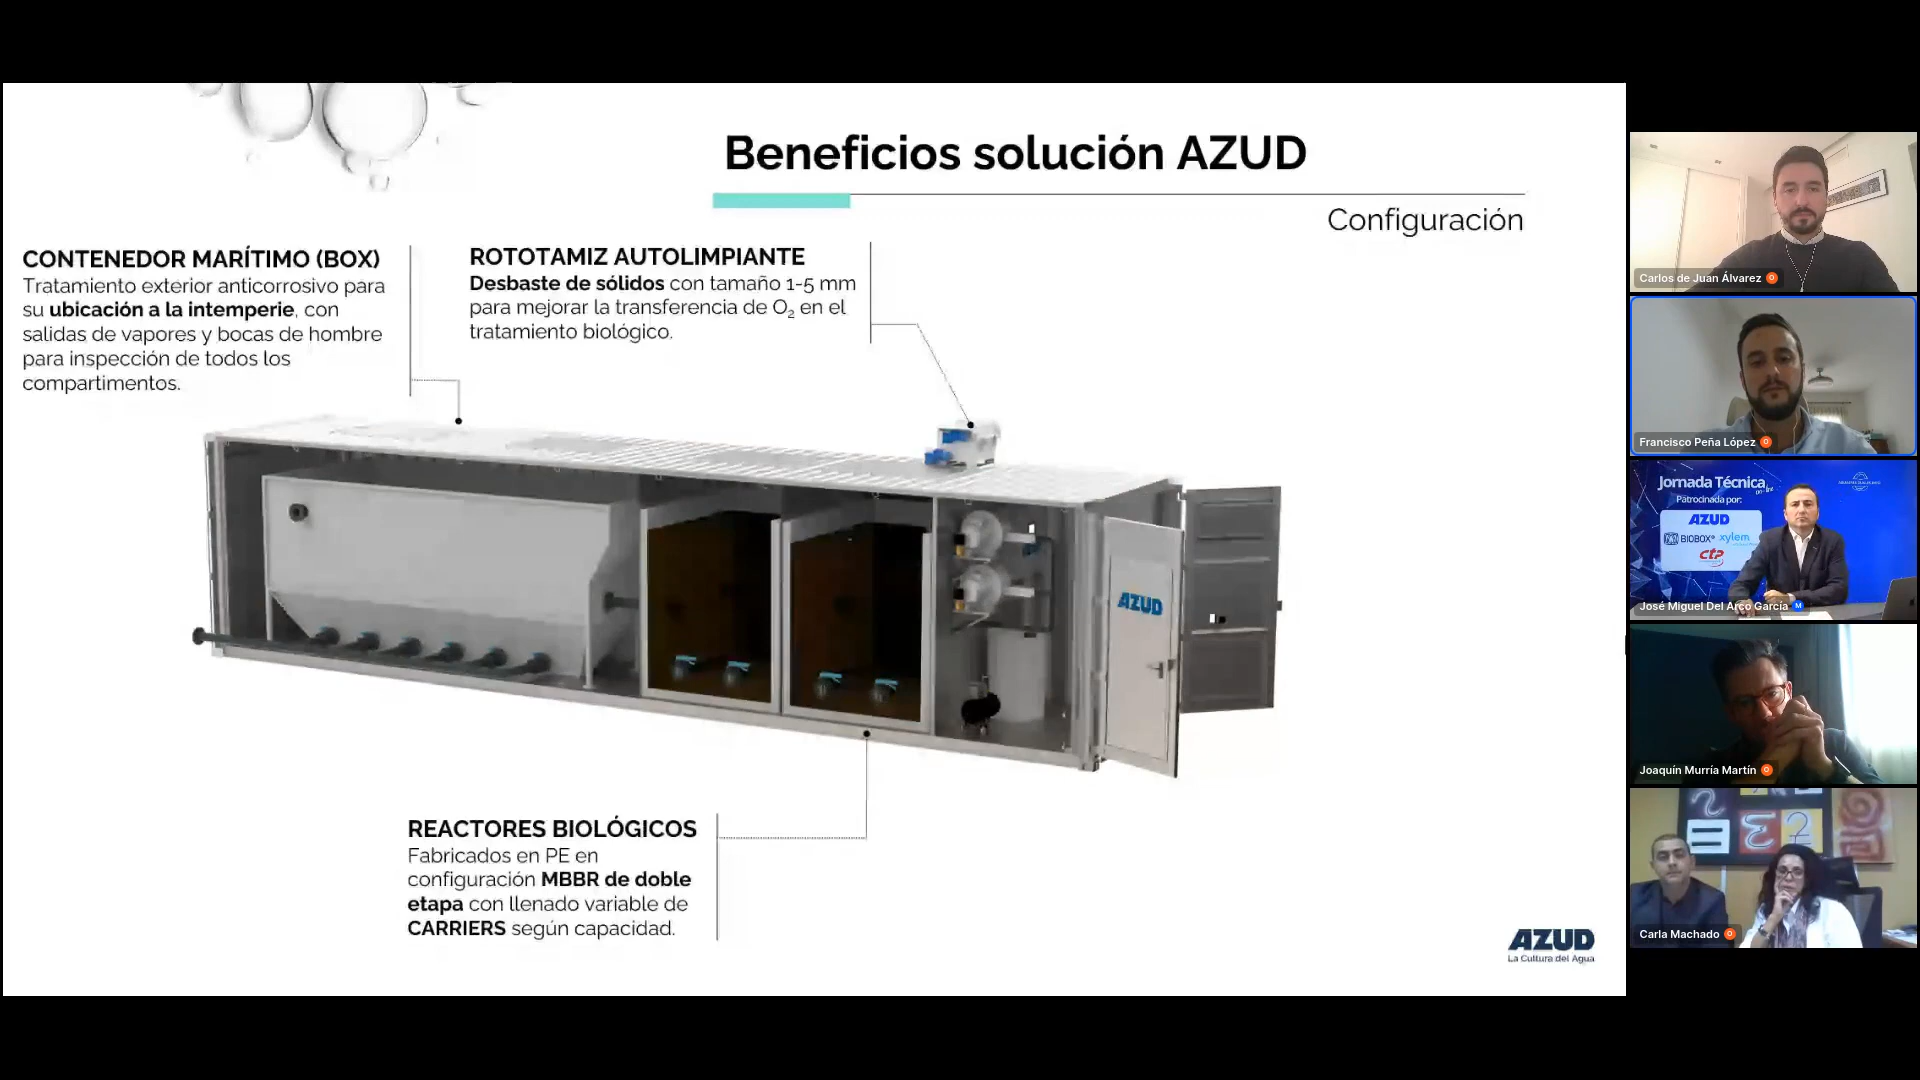 Beneficios solución AZUD
Configuración
CONTENEDOR MARÍTIMO (BOX)
Tratamiento exterior anticorrosivo para
su ubicación a la intemperie, con
salidas de vapores y bocas de hombre
para inspección de todos los
compartimentos.
ROTOTAMIZ AUTOLIMPIANTE
Desbaste de sólidos con tamaño 1-5 mm
para mejorar la transferencia de O₂ en el
tratamiento biológico.
AZUD
REACTORES BIOLÓGICOS
Fabricados en PE en
configuración MBBR de doble
etapa con llenado variable de
CARRIERS según capacidad.
AZUD
La Cultura del Agua
Carlos de Juan Álvarez O
Francisco Peña López O
Jornada Técnica
on-line
Patrocinada por:
AZUD
BIOBOX® xylem
ctp
José Miguel Del Arco García M
Joaquín Murría Martín O
Carla Machado O